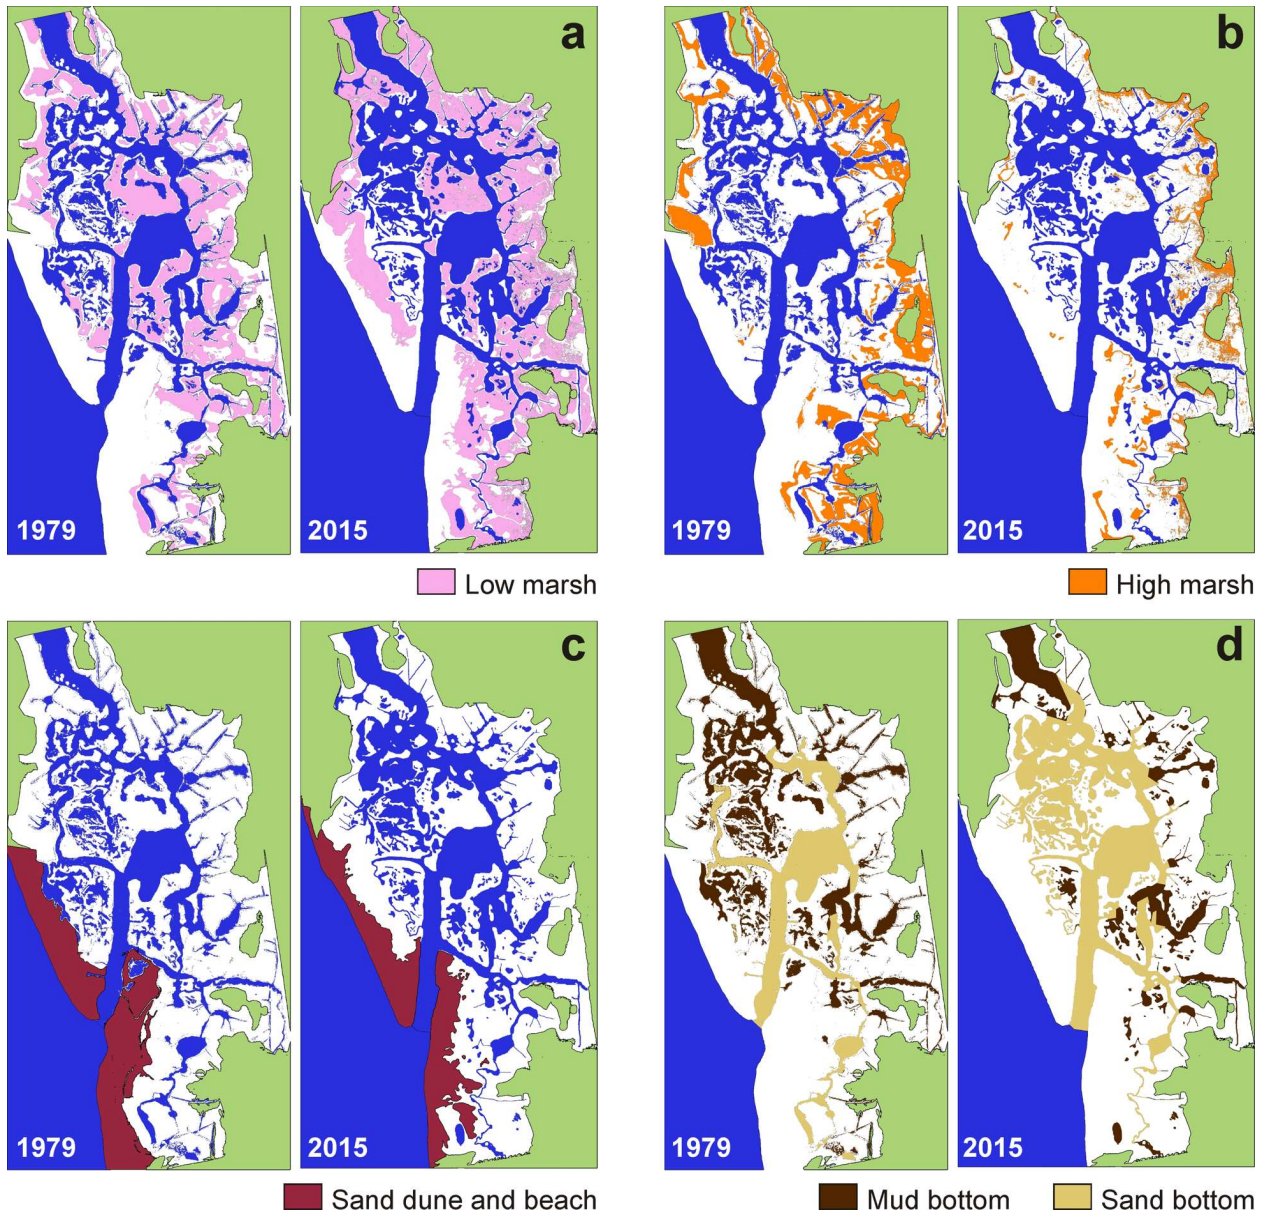 a
b
1979
2015
1979
2015
Low marsh
High marsh
c
d
1979
2015
1979
2015
Sand dune and beach
Mud bottom
Sand bottom